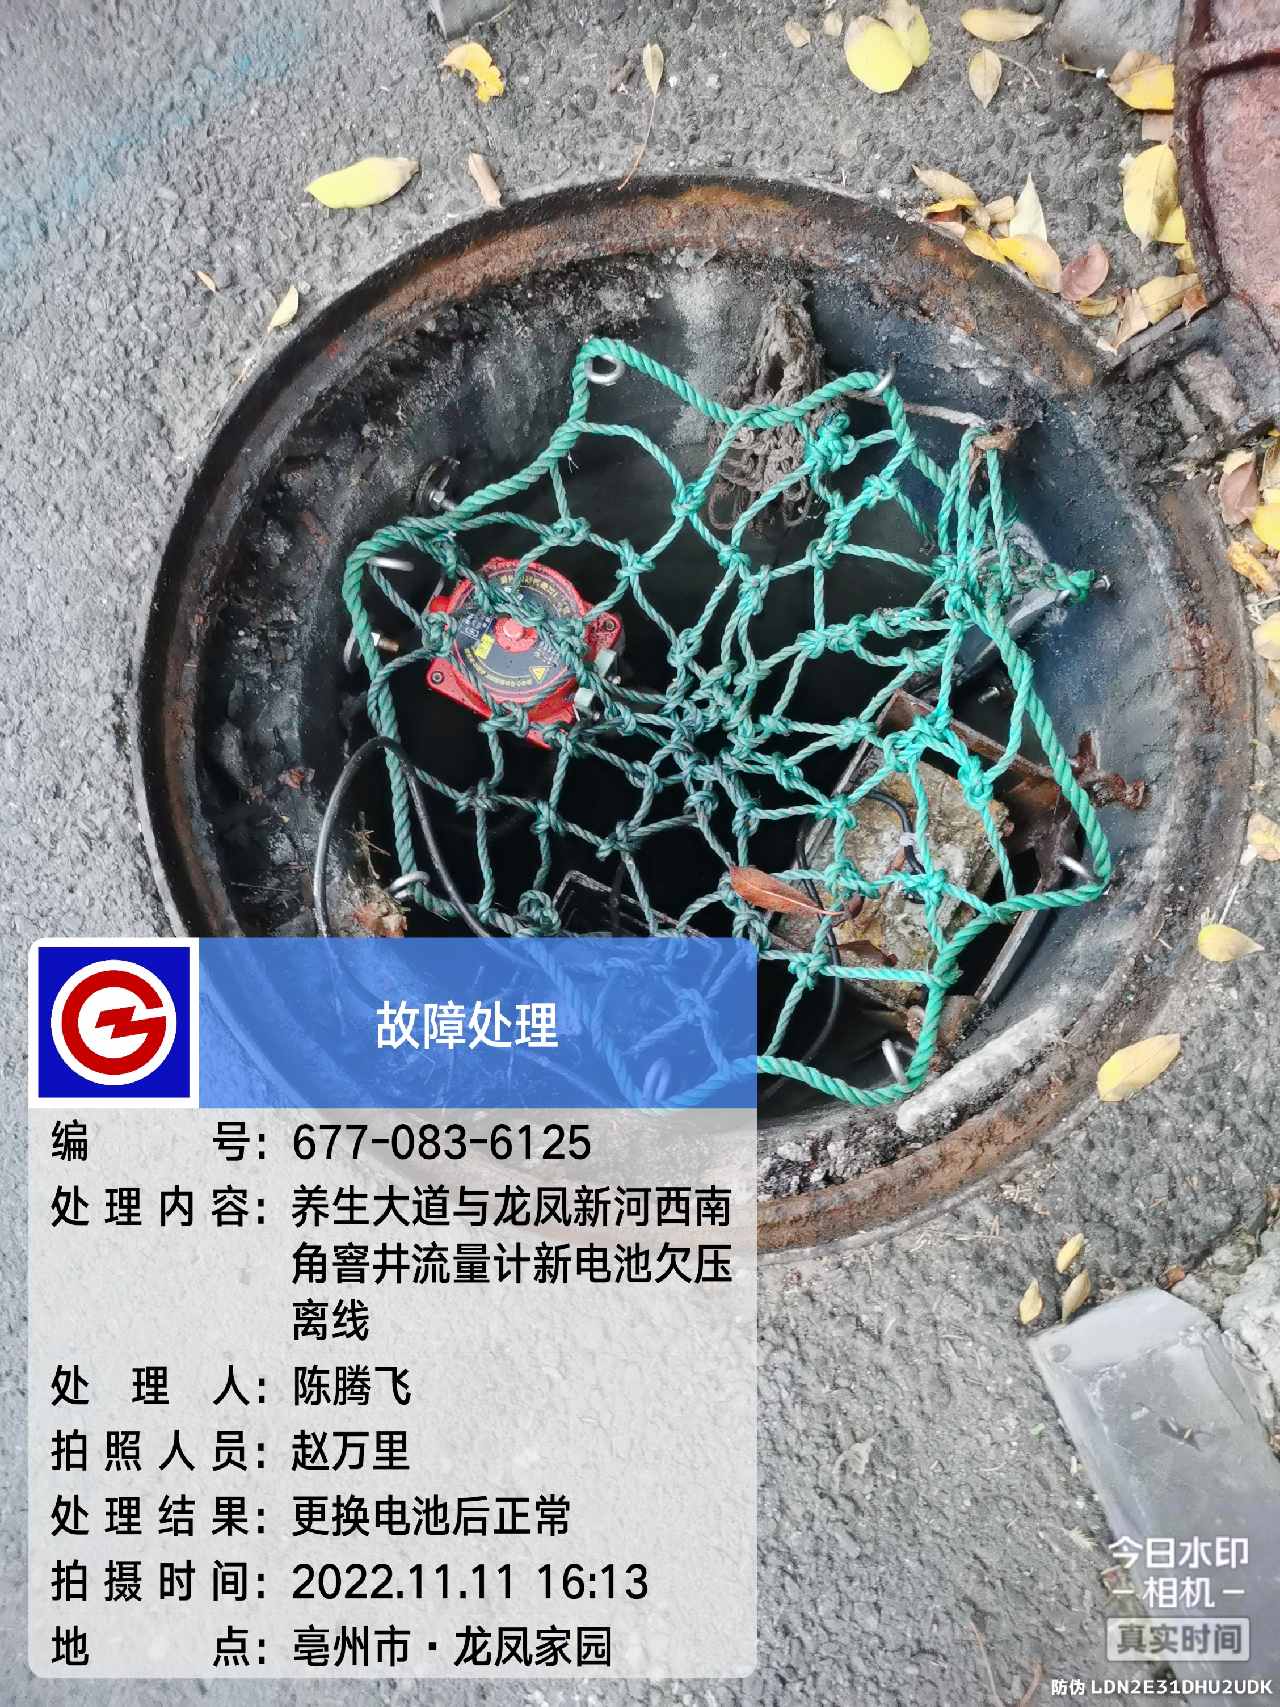 故障处理
编号：677-083-6125
处理内容：养生大道与龙凤新河西南
角窨井流量计新电池欠压
离线
处理人：陈腾飞
拍照人员：赵万里
处理结果：更换电池后正常
拍摄时间：2022.11.11 16:13
地点：亳州市·龙凤家园
今日水印
相机
真实时间
防伪 LDN2E31DHU2UDK